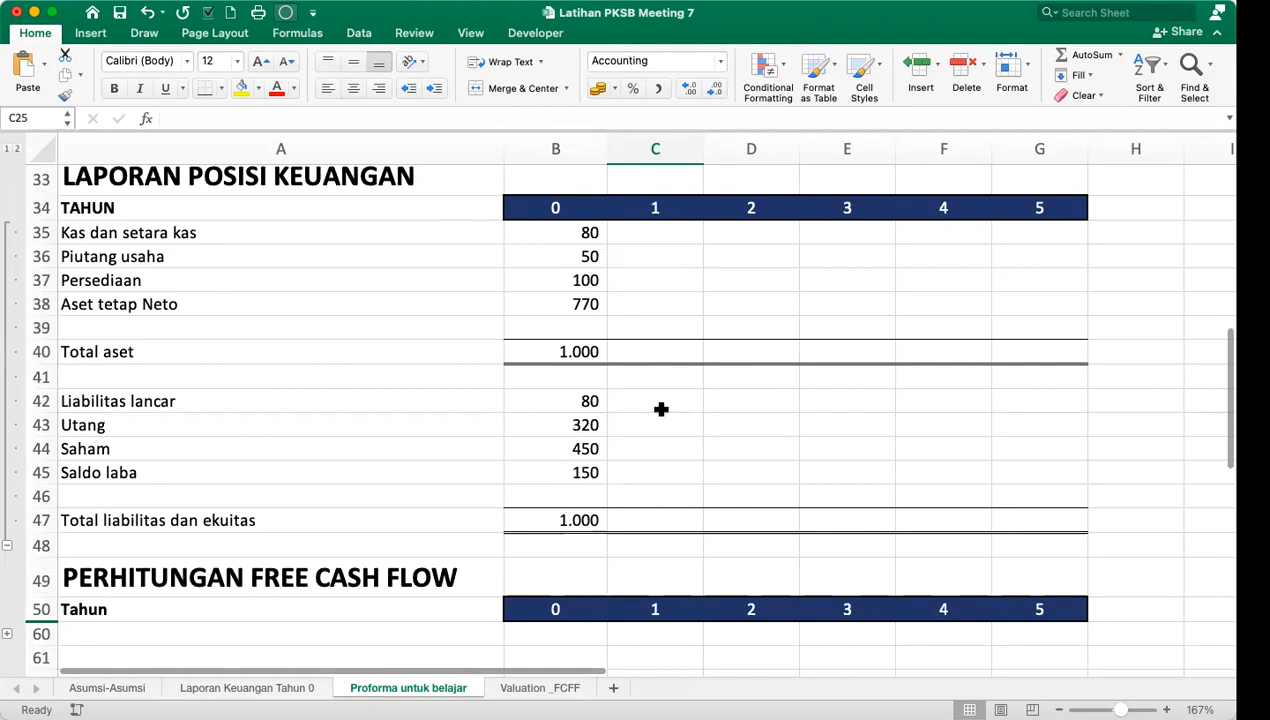 Latihan PKSB Meeting 7
Search Sheet
Home Insert Draw Page Layout Formulas Data Review View Developer
Share
Paste
Calibri (Body) 12
Wrap Text
Merge & Center
Accounting
Conditional Formatting
Format as Table
Cell Styles
Insert Delete Format
AutoSum
Fill
Clear
Sort & Filter
Find & Select
C25
fx
1 2
A B C D E F G H I
33 LAPORAN POSISI KEUANGAN
34 TAHUN 0 1 2 3 4 5
35 Kas dan setara kas 80
36 Piutang usaha 50
37 Persediaan 100
38 Aset tetap Neto 770
39
40 Total aset 1.000
41
42 Liabilitas lancar 80
43 Utang 320
44 Saham 450
45 Saldo laba 150
46
47 Total liabilitas dan ekuitas 1.000
48
49 PERHITUNGAN FREE CASH FLOW
50 Tahun 0 1 2 3 4 5
60
61
Asumsi-Asumsi Laporan Keuangan Tahun 0 Proforma untuk belajar Valuation _FCFF
Ready
167%